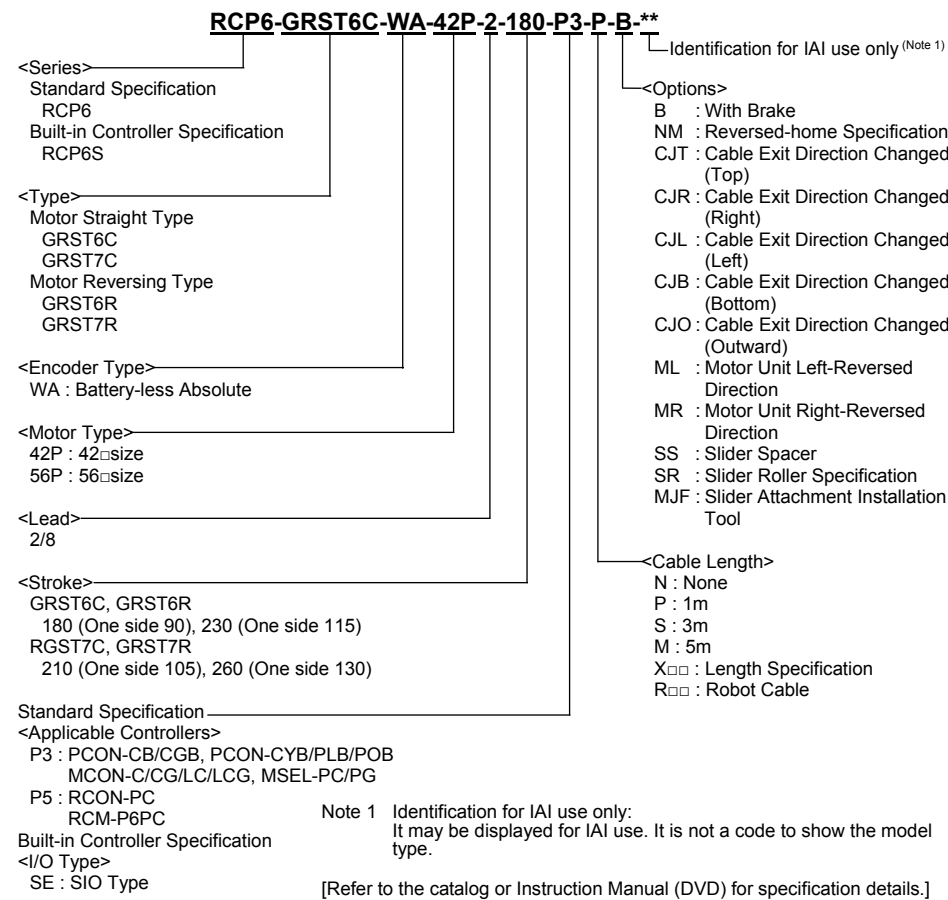 RCP6-GRST6C-WA-42P-2-180-P3-P-B-**
Identification for IAI use only (Note 1)
<Series>
Standard Specification
RCP6
Built-in Controller Specification
RCP6S
<Type>
Motor Straight Type
GRST6C
GRST7C
Motor Reversing Type
GRST6R
GRST7R
<Encoder Type>
WA : Battery-less Absolute
<Motor Type>
42P : 42□size
56P : 56□size
<Lead>
2/8
<Stroke>
GRST6C, GRST6R
180 (One side 90), 230 (One side 115)
RGST7C, GRST7R
210 (One side 105), 260 (One side 130)
Standard Specification
<Applicable Controllers>
P3 : PCON-CB/CGB, PCON-CYB/PLB/POB
MCON-C/CG/LC/LCG, MSEL-PC/PG
P5 : RCON-PC
RCM-P6PC
Built-in Controller Specification
<I/O Type>
SE : SIO Type
<Options>
B : With Brake
NM : Reversed-home Specification
CJT : Cable Exit Direction Changed
(Top)
CJR : Cable Exit Direction Changed
(Right)
CJL : Cable Exit Direction Changed
(Left)
CJB : Cable Exit Direction Changed
(Bottom)
CJO : Cable Exit Direction Changed
(Outward)
ML : Motor Unit Left-Reversed
Direction
MR : Motor Unit Right-Reversed
Direction
SS : Slider Spacer
SR : Slider Roller Specification
MJF : Slider Attachment Installation
Tool
<Cable Length>
N : None
P : 1m
S : 3m
M : 5m
X□□ : Length Specification
R□□ : Robot Cable
Note 1 Identification for IAI use only:
It may be displayed for IAI use. It is not a code to show the model
type.
[Refer to the catalog or Instruction Manual (DVD) for specification details.]